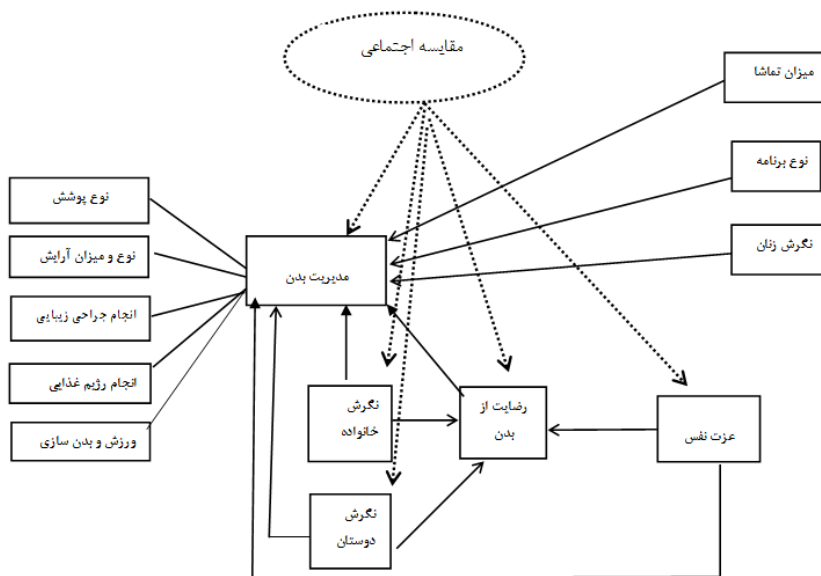 مقایسه اجتماعی
میزان تماشا
نوع برنامه
نگرش زنان
نوع پوشش
نوع و میزان آرایش
انجام جراحی زیبایی
انجام رژیم غذایی
ورزش و بدن سازی
مدیریت بدن
نگرش
خانواده
رضایت از
بدن
عزت نفس
نگرش
دوستان